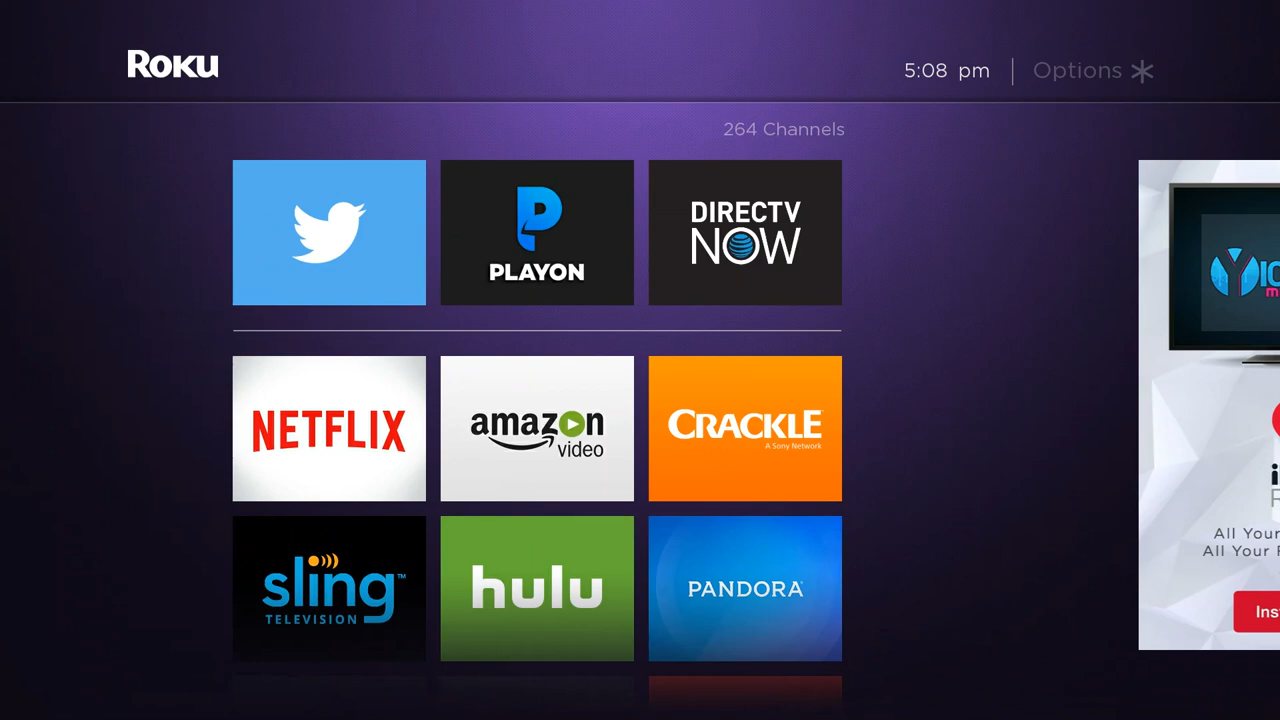 ROKU
5:08 pm
Options
264 Channels
PLAYON
DIRECTV
NOW
NETFLIX
amazon
video
CRACKLE
A Sony Network
sling™
TELEVISION
hulu
PANDORA
All Your
All Your